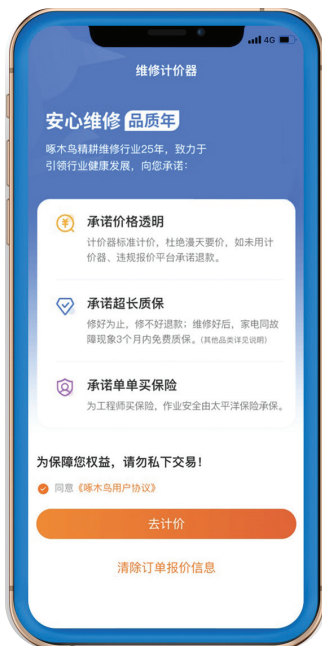 4G
维修计价器
安心维修 品质年
啄木鸟精耕维修行业25年，致力于
引领行业健康发展，向您承诺：
承诺价格透明
计价器标准计价，杜绝漫天要价，如未用计
价器、违规报价平台承诺退款。
承诺超长质保
修好为止，修不好退款；维修好后，家电同故
障现象3个月内免费质保。(其他品类详见说明)
承诺单单买保险
为工程师买保险，作业安全由太平洋保险承保。
为保障您权益，请勿私下交易！
同意《啄木鸟用户协议》
去计价
清除订单报价信息